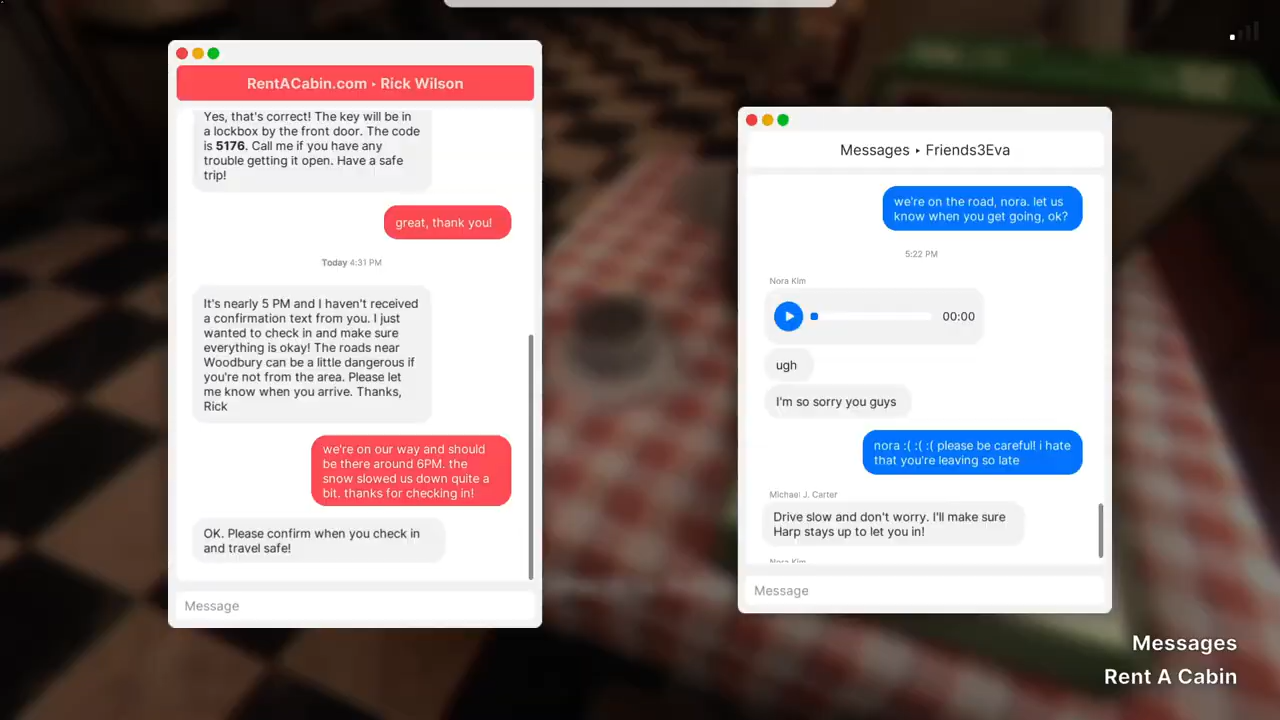 RentACabin.com ▸ Rick Wilson
Yes, that's correct! The key will be in
a lockbox by the front door. The code
is 5176. Call me if you have any
trouble getting it open. Have a safe
trip!
great, thank you!
Today 4:31 PM
It's nearly 5 PM and I haven't received
a confirmation text from you. I just
wanted to check in and make sure
everything is okay! The roads near
Woodbury can be a little dangerous if
you're not from the area. Please let
me know when you arrive. Thanks,
Rick
we're on our way and should
be there around 6PM. the
snow slowed us down quite a
bit. thanks for checking in!
OK. Please confirm when you check in
and travel safe!
Message
Messages ▸ Friends3Eva
we're on the road, nora. let us
know when you get going, ok?
5:22 PM
Nora Kim
00:00
ugh
I'm so sorry you guys
nora :( :( :( please be careful! i hate
that you're leaving so late
Michael J. Carter
Drive slow and don't worry. I'll make sure
Harp stays up to let you in!
Nora Kim
Message
Messages
Rent A Cabin